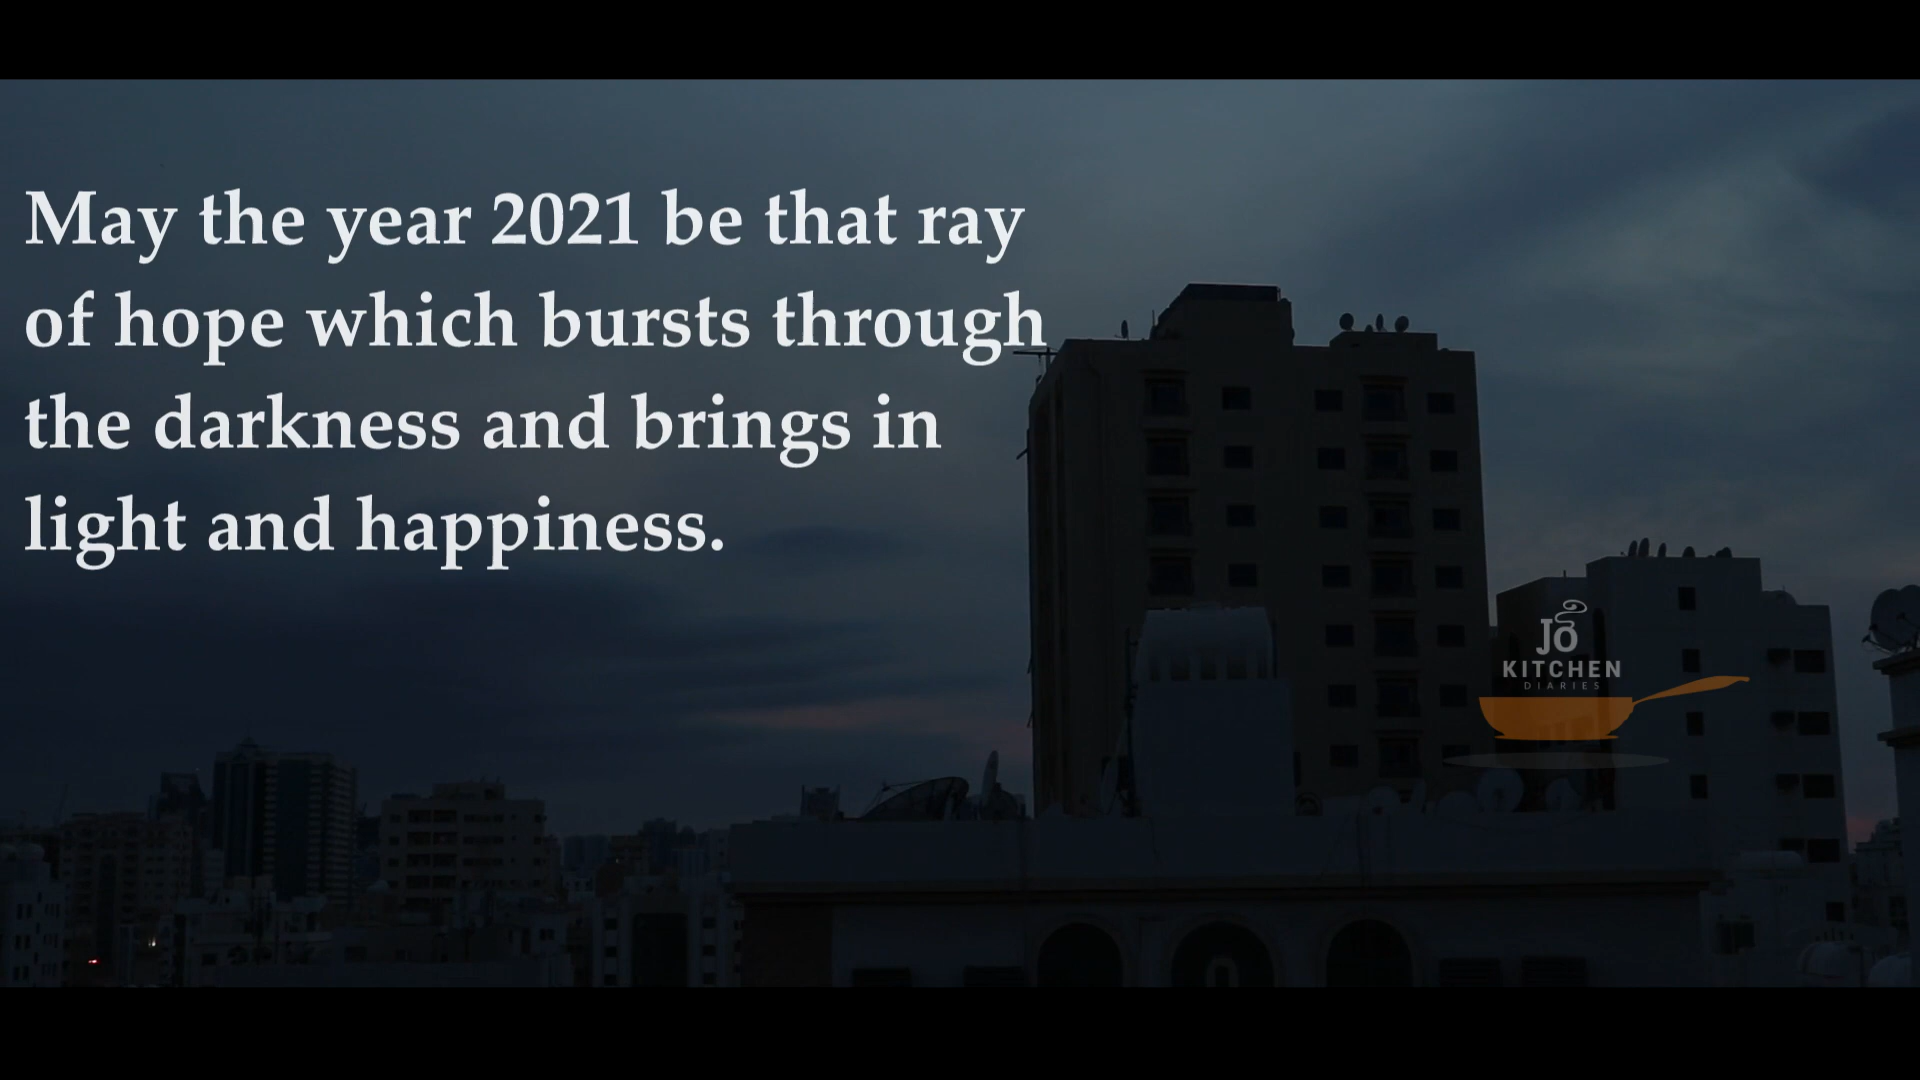 May the year 2021 be that ray
of hope which bursts through
the darkness and brings in
light and happiness.
Jo
KITCHEN
DIARIES